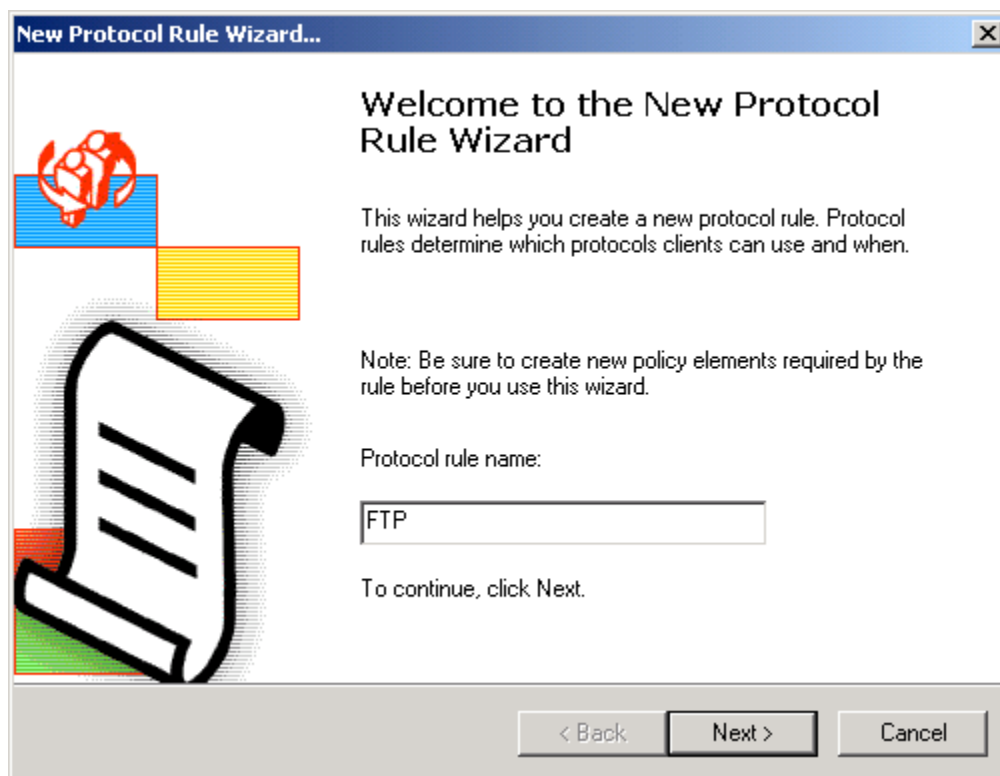 New Protocol Rule Wizard...
Welcome to the New Protocol
Rule Wizard
This wizard helps you create a new protocol rule. Protocol
rules determine which protocols clients can use and when.
Note: Be sure to create new policy elements required by the
rule before you use this wizard.
Protocol rule name:
FTP
To continue, click Next.
< Back
Next >
Cancel